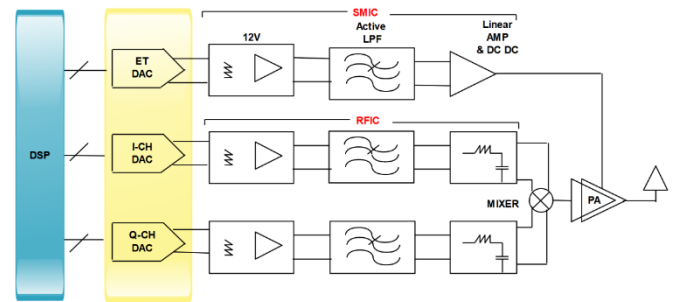 SMIC
12V
Active
LPF
Linear
AMP
& DC DC
ET
DAC
RFIC
DSP
I-CH
DAC
MIXER
PA
Q-CH
DAC